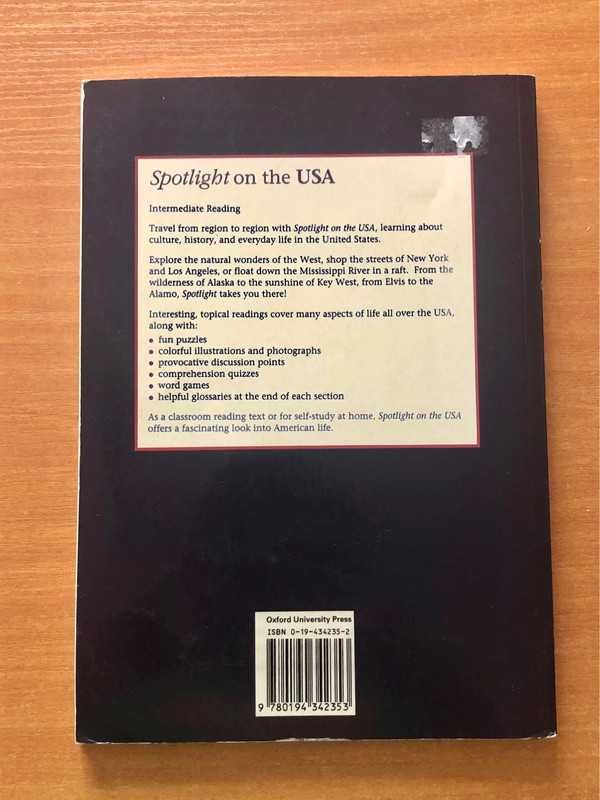 Spotlight on the USA
Intermediate Reading
Travel from region to region with Spotlight on the USA, learning about
culture, history, and everyday life in the United States.
Explore the natural wonders of the West, shop the streets of New York
and Los Angeles, or float down the Mississippi River in a raft. From the
wilderness of Alaska to the sunshine of Key West, from Elvis to the
Alamo, Spotlight takes you there!
Interesting, topical readings cover many aspects of life all over the USA,
along with:
• fun puzzles
• colorful illustrations and photographs
• provocative discussion points
• comprehension quizzes
• word games
• helpful glossaries at the end of each section
As a classroom reading text or for self-study at home, Spotlight on the USA
offers a fascinating look into American life.
Oxford University Press
ISBN 0-19-434235-2
9 780194 342353